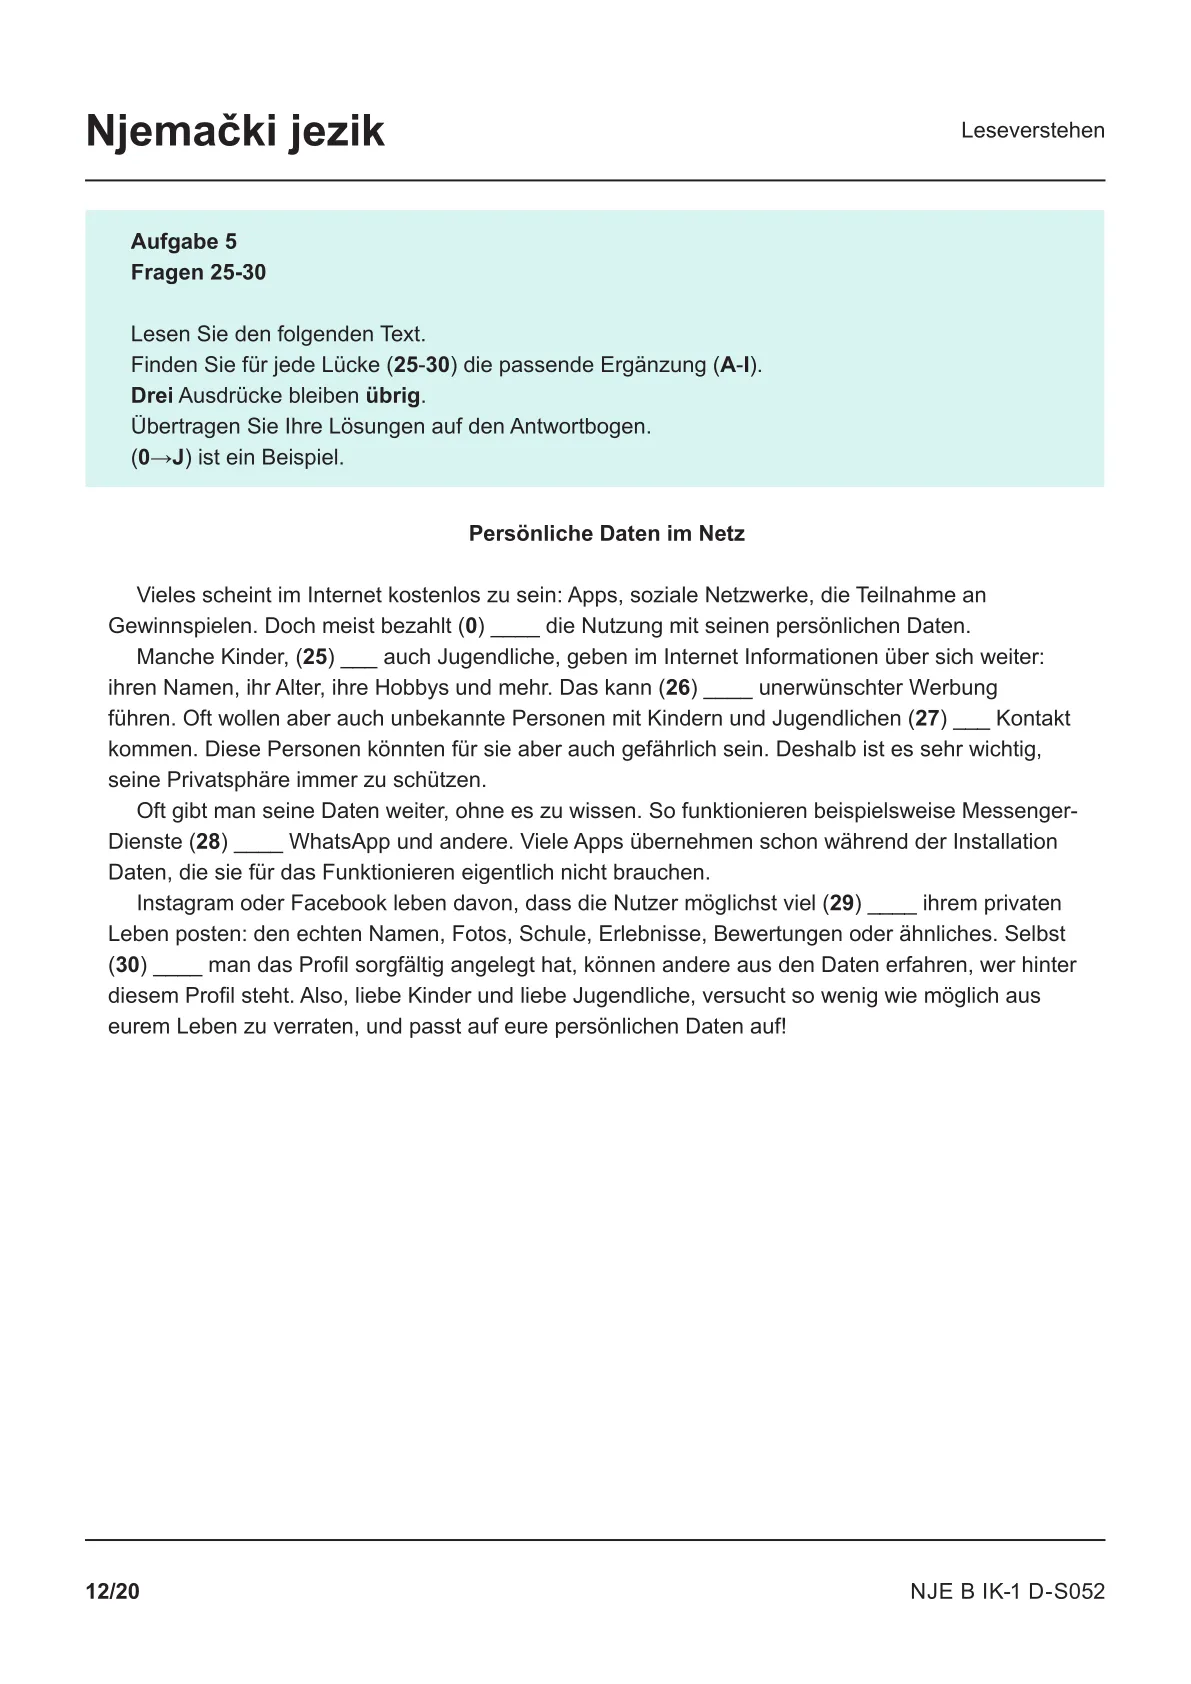 Njemački jezik
Leseverstehen
Aufgabe 5
Fragen 25-30
Lesen Sie den folgenden Text.
Finden Sie für jede Lücke (25-30) die passende Ergänzung (A-I).
Drei Ausdrücke bleiben übrig.
Übertragen Sie Ihre Lösungen auf den Antwortbogen.
(0→J) ist ein Beispiel.
Persönliche Daten im Netz
Vieles scheint im Internet kostenlos zu sein: Apps, soziale Netzwerke, die Teilnahme an
Gewinnspielen. Doch meist bezahlt (0) ____ die Nutzung mit seinen persönlichen Daten.
Manche Kinder, (25) ___ auch Jugendliche, geben im Internet Informationen über sich weiter:
ihren Namen, ihr Alter, ihre Hobbys und mehr. Das kann (26) ____ unerwünschter Werbung
führen. Oft wollen aber auch unbekannte Personen mit Kindern und Jugendlichen (27) ___ Kontakt
kommen. Diese Personen könnten für sie aber auch gefährlich sein. Deshalb ist es sehr wichtig,
seine Privatsphäre immer zu schützen.
Oft gibt man seine Daten weiter, ohne es zu wissen. So funktionieren beispielsweise Messenger-
Dienste (28) ____ WhatsApp und andere. Viele Apps übernehmen schon während der Installation
Daten, die sie für das Funktionieren eigentlich nicht brauchen.
Instagram oder Facebook leben davon, dass die Nutzer möglichst viel (29) ____ ihrem privaten
Leben posten: den echten Namen, Fotos, Schule, Erlebnisse, Bewertungen oder ähnliches. Selbst
(30) ____ man das Profil sorgfältig angelegt hat, können andere aus den Daten erfahren, wer hinter
diesem Profil steht. Also, liebe Kinder und liebe Jugendliche, versucht so wenig wie möglich aus
eurem Leben zu verraten, und passt auf eure persönlichen Daten auf!
12/20
NJE B IK-1 D-S052